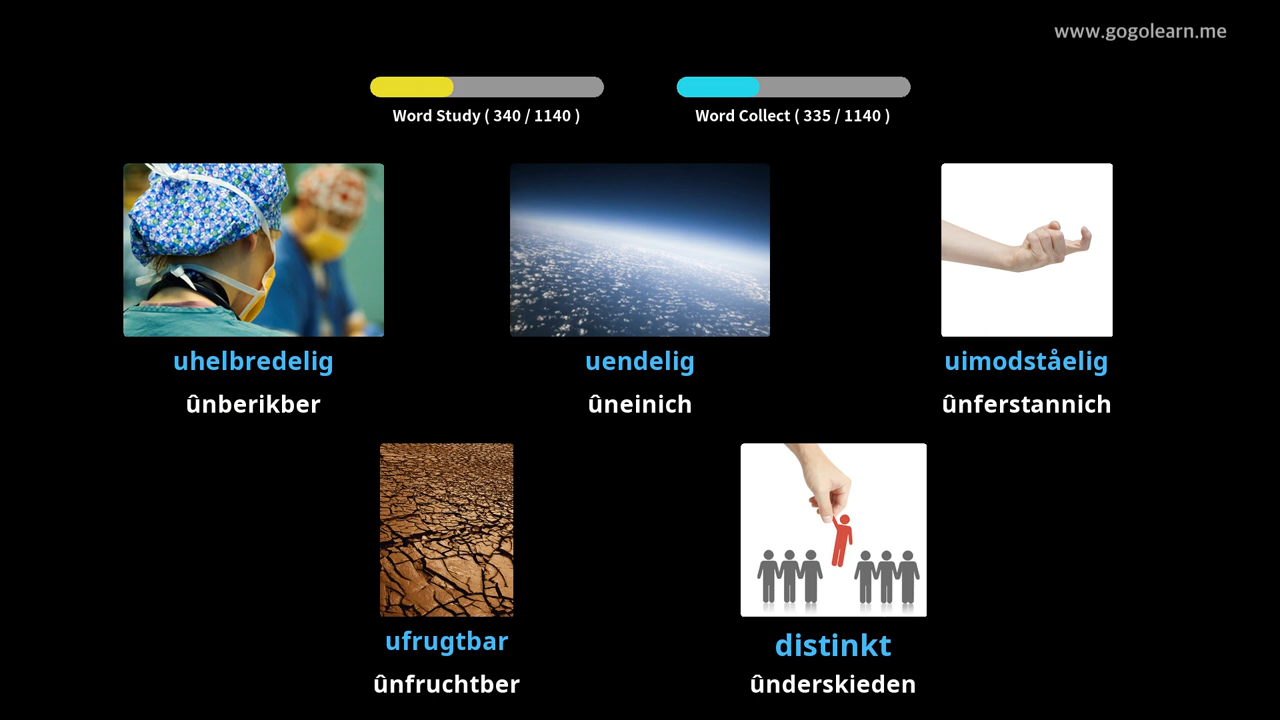 www.gogolearn.me
Word Study ( 340 / 1140 )
Word Collect ( 335 / 1140 )
uhelbredelig
uendelig
uimodståelig
ûnberikber
ûneinich
ûnferstannich
ufrugtbar
distinkt
ûnfruchtber
ûnderskieden